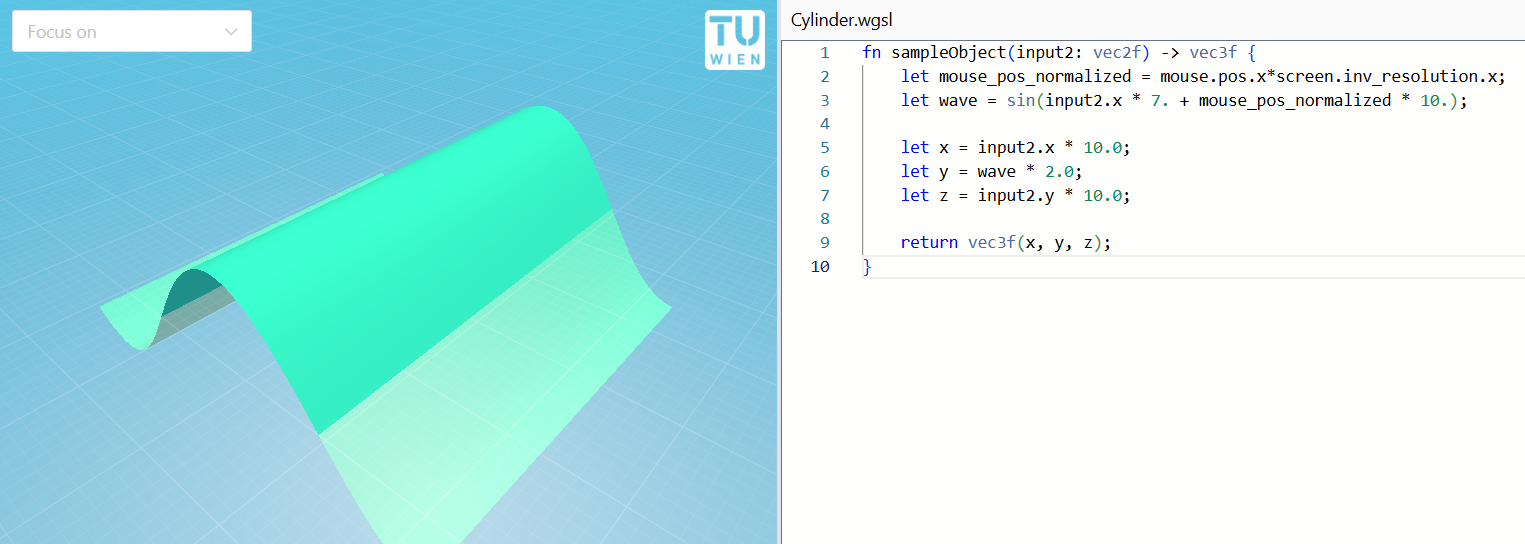 Focus on
TU
WIEN
Cylinder.wgsl
1 fn sampleObject(input2: vec2f) -> vec3f {
2 let mouse_pos_normalized = mouse.pos.x*screen.inv_resolution.x;
3 let wave = sin(input2.x * 7. + mouse_pos_normalized * 10.);
4
5 let x = input2.x * 10.0;
6 let y = wave * 2.0;
7 let z = input2.y * 10.0;
8
9 return vec3f(x, y, z);
10 }